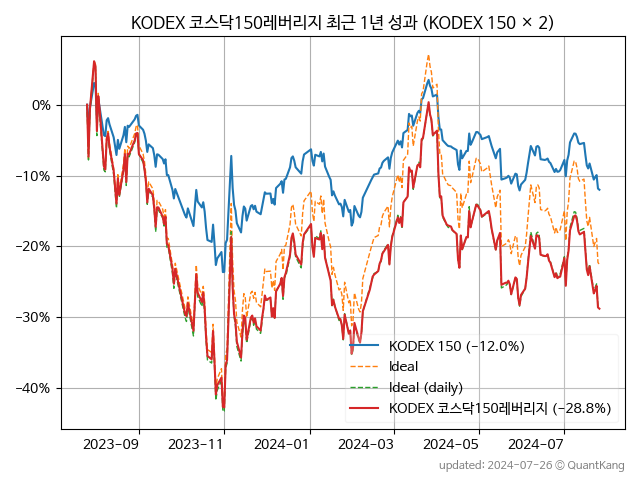 KODEX 코스닥150레버리지 최근 1년 성과 (KODEX 150 × 2)
0%
−10%
−20%
−30%
−40%
KODEX 150 (−12.0%)
Ideal
Ideal (daily)
KODEX 코스닥150레버리지 (−28.8%)
2023−09 2023−11 2024−01 2024−03 2024−05 2024−07
updated: 2024-07-26 © QuantKang